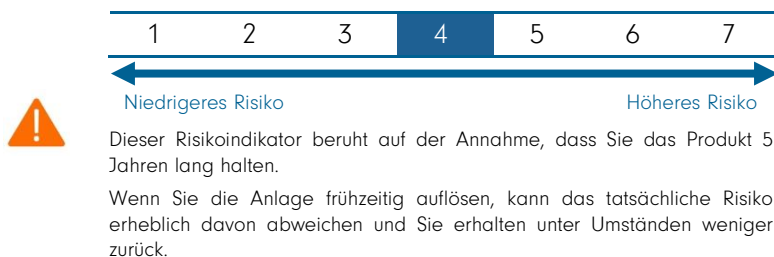 1 2 3 4 5 6 7
Niedrigeres Risiko Höheres Risiko
Dieser Risikoindikator beruht auf der Annahme, dass Sie das Produkt 5
Jahren lang halten.
Wenn Sie die Anlage frühzeitig auflösen, kann das tatsächliche Risiko
erheblich davon abweichen und Sie erhalten unter Umständen weniger
zurück.